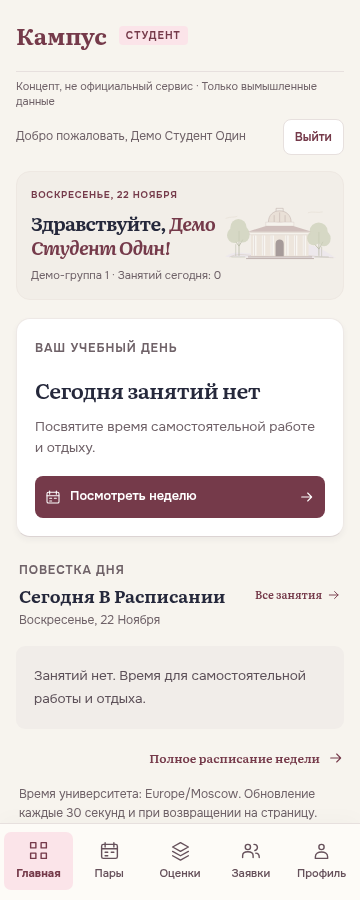 Кампус
СТУДЕНТ
Концепт, не официальный сервис · Только вымышленные
данные
Добро пожаловать, Демо Студент Один
Выйти
ВОСКРЕСЕНЬЕ, 22 НОЯБРЯ
Здравствуйте, Демо
Студент Один!
Демо-группа 1 · Занятий сегодня: 0
ВАШ УЧЕБНЫЙ ДЕНЬ
Сегодня занятий нет
Посвятите время самостоятельной работе
и отдыху.
Посмотреть неделю
ПОВЕСТКА ДНЯ
Сегодня В Расписании
Все занятия
Воскресенье, 22 Ноября
Занятий нет. Время для самостоятельной
работы и отдыха.
Полное расписание недели
Время университета: Europe/Moscow. Обновление
каждые 30 секунд и при возвращении на страницу.
Главная
Пары
Оценки
Заявки
Профиль